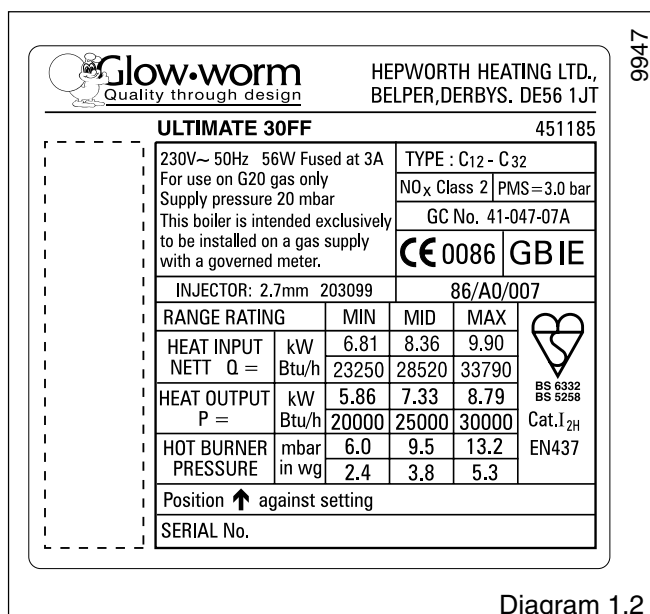 Glow•worm
Quality through design
HEPWORTH HEATING LTD.,
BELPER,DERBYS. DE56 1JT
9947
ULTIMATE 30FF 451185
230V~ 50Hz 56W Fused at 3A
For use on G20 gas only
Supply pressure 20 mbar
This boiler is intended exclusively
to be installed on a gas supply
with a governed meter.
TYPE : C12 - C32
NOx Class 2 PMS=3.0 bar
GC No. 41-047-07A
CE 0086 GB IE
INJECTOR: 2.7mm 203099 86/A0/007
RANGE RATING MIN MID MAX
HEAT INPUT kW 6.81 8.36 9.90
NETT Q = Btu/h 23250 28520 33790
HEAT OUTPUT kW 5.86 7.33 8.79
P = Btu/h 20000 25000 30000
HOT BURNER mbar 6.0 9.5 13.2
PRESSURE in wg 2.4 3.8 5.3
BS 6332
BS 5258
Cat.I2H
EN437
Position ↑ against setting
SERIAL No.
Diagram 1.2